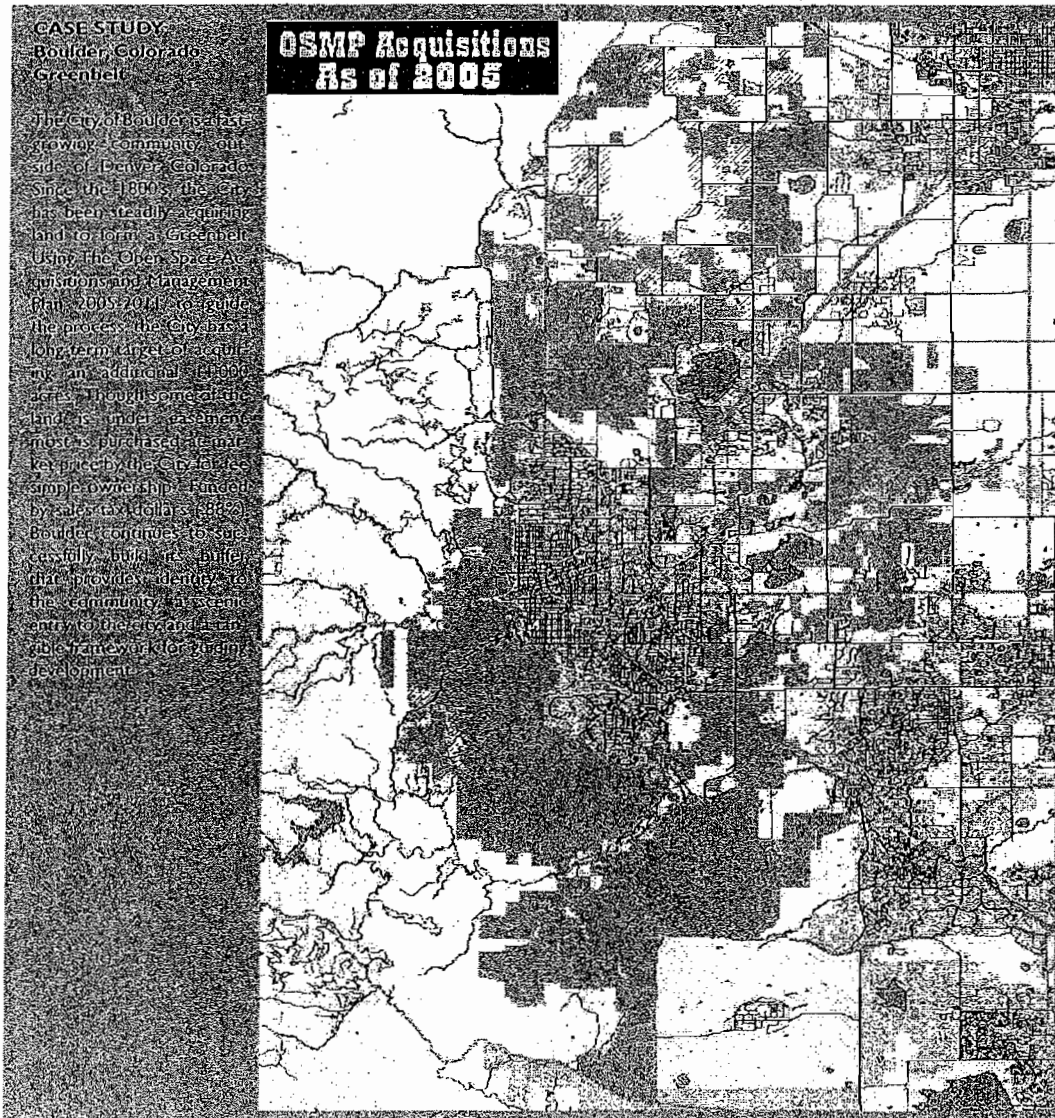 CASE STUDY:
Boulder, Colorado
Greenbelt
The City of Boulder is a fast
growing community out-
side of Denver, Colorado.
Since the 1800's, the City
has been steadily acquiring
land to form a Greenbelt.
Using The Open Space Ac-
quisitions and Management
Plan 2005-2011 to guide
the process, the City has a
long term target of acquir-
ing an additional
acres. Though some of the
land is under easement
most is purchased at mar-
ket price by the City for fee
simple ownership. Funded
by sales tax dollars (.88%)
Boulder continues to suc-
cessfully build its buffer
that provides identity to
the community, a scenic
entry to the city and a tan-
gible framework for guiding
development.
OSMP Acquisitions
As of 2005